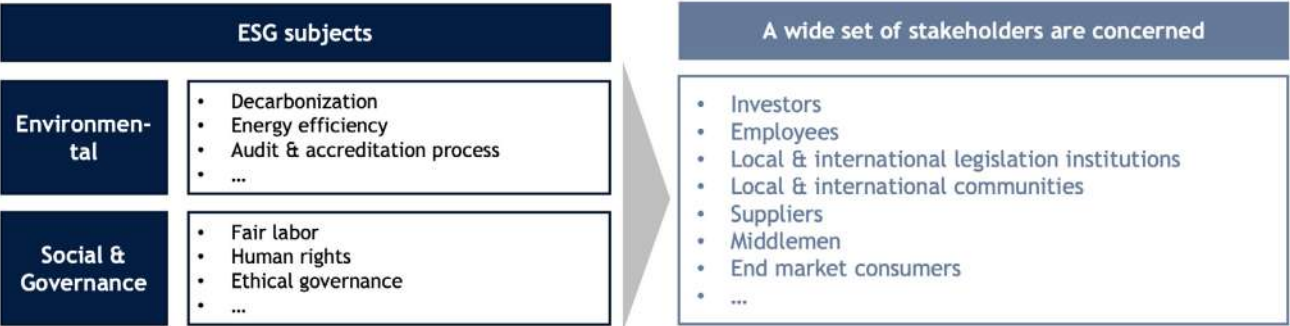 ESG subjects
Environmen-
tal
• Decarbonization
• Energy efficiency
• Audit & accreditation process
• ...
Social &
Governance
• Fair labor
• Human rights
• Ethical governance
• ...
A wide set of stakeholders are concerned
• Investors
• Employees
• Local & international legislation institutions
• Local & international communities
• Suppliers
• Middlemen
• End market consumers
• ...